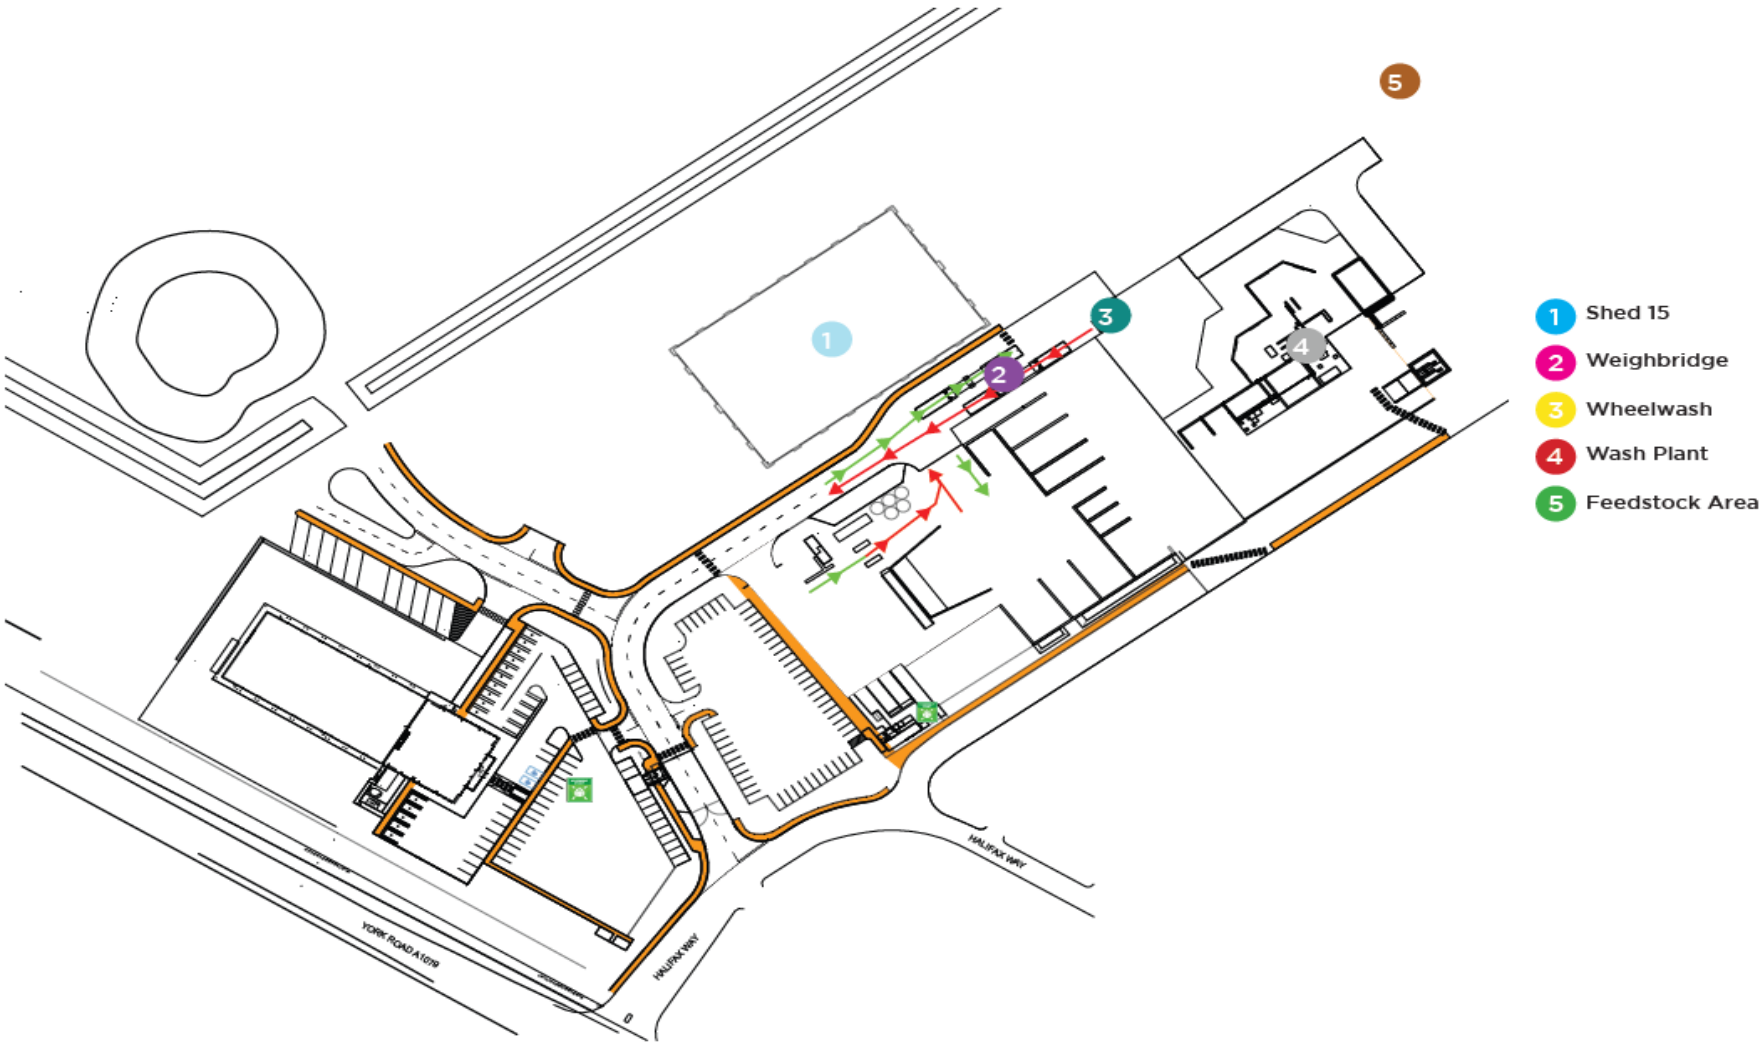 5
1
3
2
4
1 Shed 15
2 Weighbridge
3 Wheelwash
4 Wash Plant
5 Feedstock Area
HALIFAX WAY
HALIFAX WAY
YORK ROAD A1079